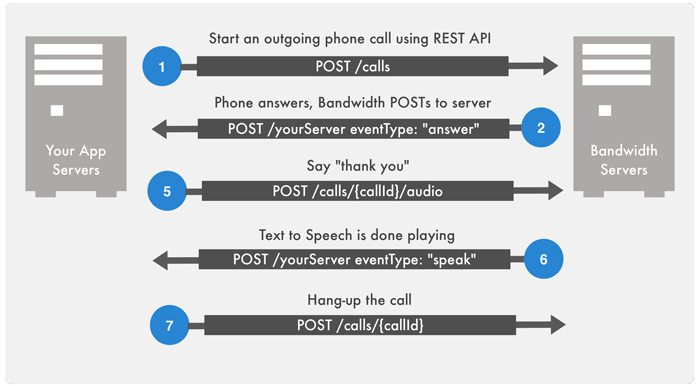 Start an outgoing phone call using REST API
1
POST /calls
Phone answers, Bandwidth POSTs to server
POST /yourServer eventType: "answer"
2
Your App
Servers
Bandwidth
Servers
Say "thank you"
5
POST /calls/{callId}/audio
Text to Speech is done playing
POST /yourServer eventType: "speak"
6
Hang-up the call
7
POST /calls/{callId}